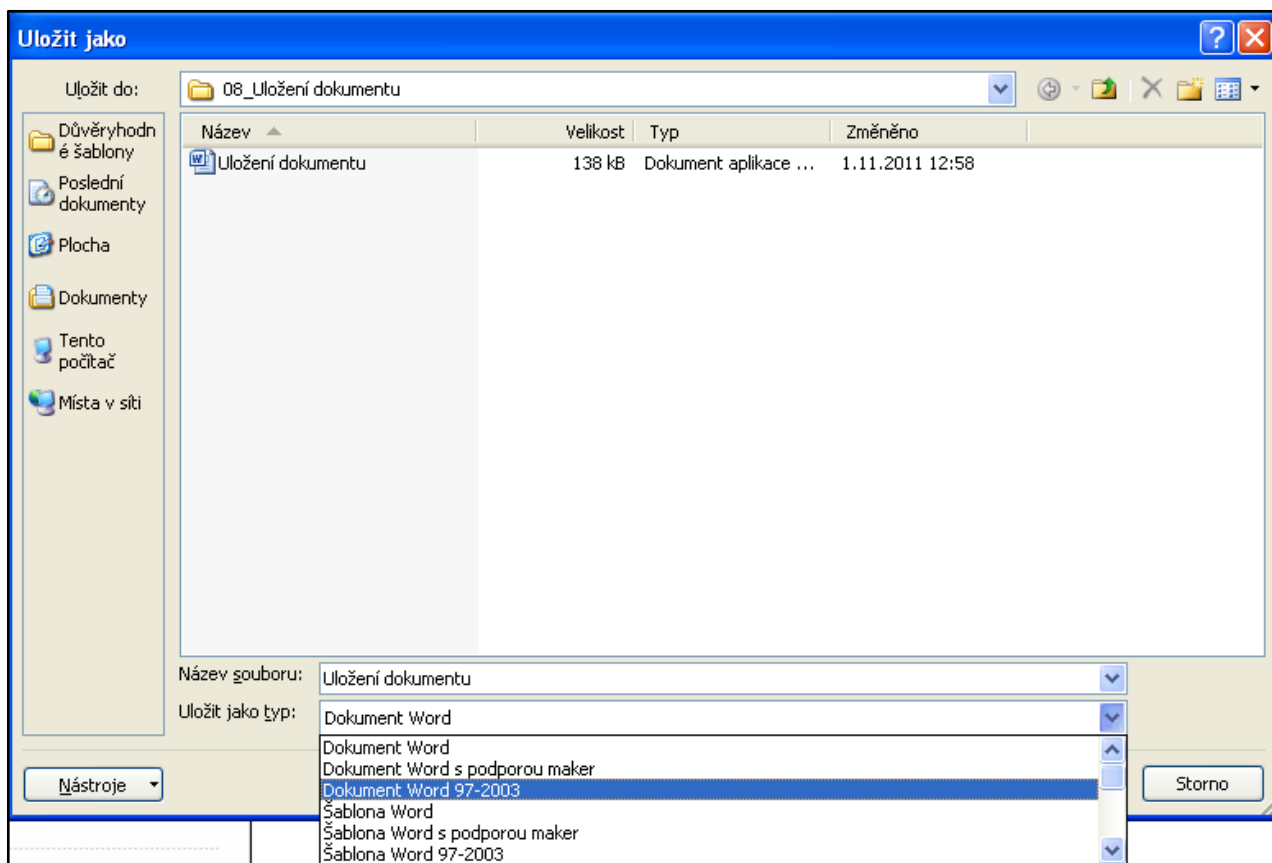 Uložit jako
Uložit do:
08_Uložení dokumentu
Důvěryhodn
é šablony
Poslední
dokumenty
Plocha
Dokumenty
Tento
počítač
Místa v síti
Název Velikost Typ Změněno
Uložení dokumentu 138 kB Dokument aplikace ... 1.11.2011 12:58
Název souboru: Uložení dokumentu
Uložit jako typ: Dokument Word
Dokument Word
Dokument Word s podporou maker
Dokument Word 97-2003
Šablona Word
Šablona Word s podporou maker
Šablona Word 97-2003
Nástroje
Storno